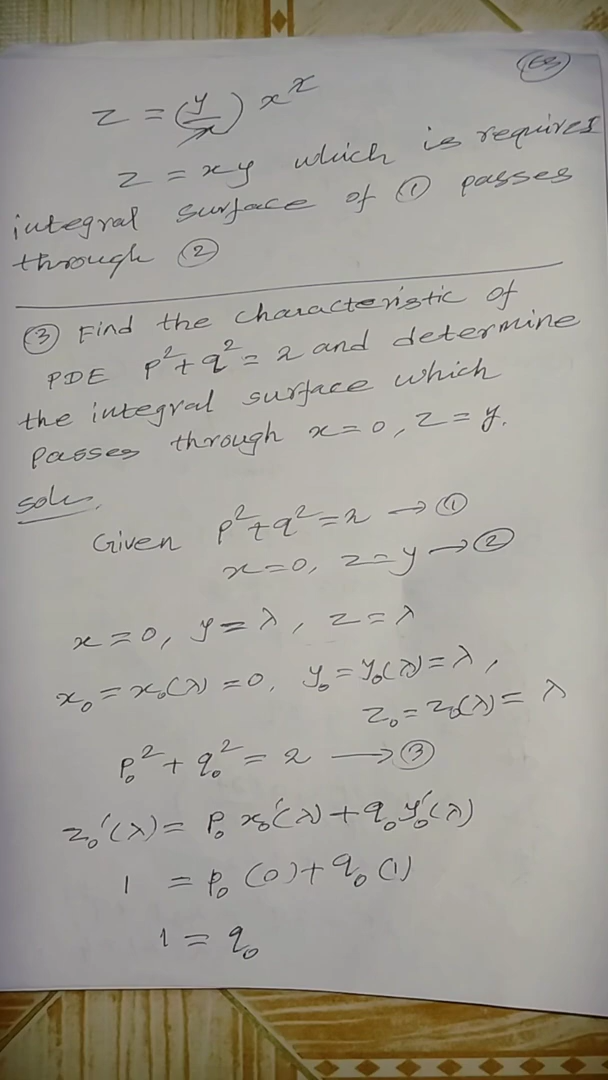 63
z = (y/x) x^x
z = xy which is requires
integral surface of ① passes
through ②
③ Find the characteristic of
PDE p² + q² = 2 and determine
the integral surface which
passes through x = 0, z = y.
soln.
Given p² + q² = 2 → ①
x = 0, z = y → ②
x = 0, y = λ, z = λ
x₀ = x₀(λ) = 0, y₀ = y₀(λ) = λ,
z₀ = z₀(λ) = λ
p₀² + q₀² = 2 → ③
z₀'(λ) = p₀ x₀'(λ) + q₀ y₀'(λ)
1 = p₀ (0) + q₀ (1)
1 = q₀